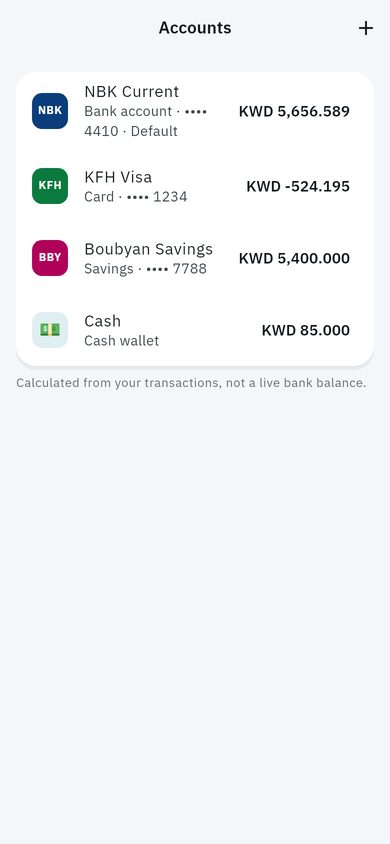 Accounts
NBK
NBK Current
Bank account · ••••
4410 · Default
KWD 5,656.589
KFH
KFH Visa
Card · •••• 1234
KWD -524.195
BBY
Boubyan Savings
Savings · •••• 7788
KWD 5,400.000
Cash
Cash wallet
KWD 85.000
Calculated from your transactions, not a live bank balance.